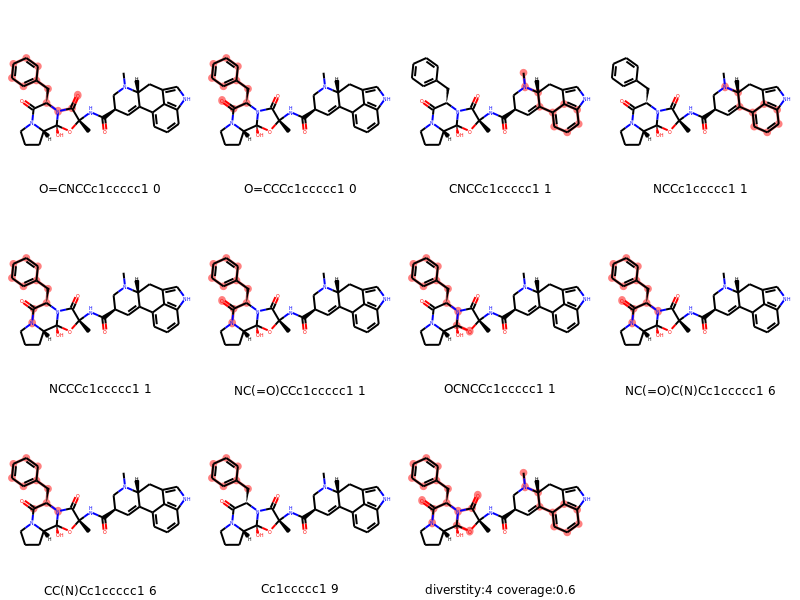 O=CNCCc1ccccc1 0
O=CCCc1ccccc1 0
CNCCc1ccccc1 1
NCCc1ccccc1 1
NCCCc1ccccc1 1
NC(=O)CCc1ccccc1 1
OCNCCc1ccccc1 1
NC(=O)C(N)Cc1ccccc1 6
CC(N)Cc1ccccc1 6
Cc1ccccc1 9
diverstity:4 coverage:0.6